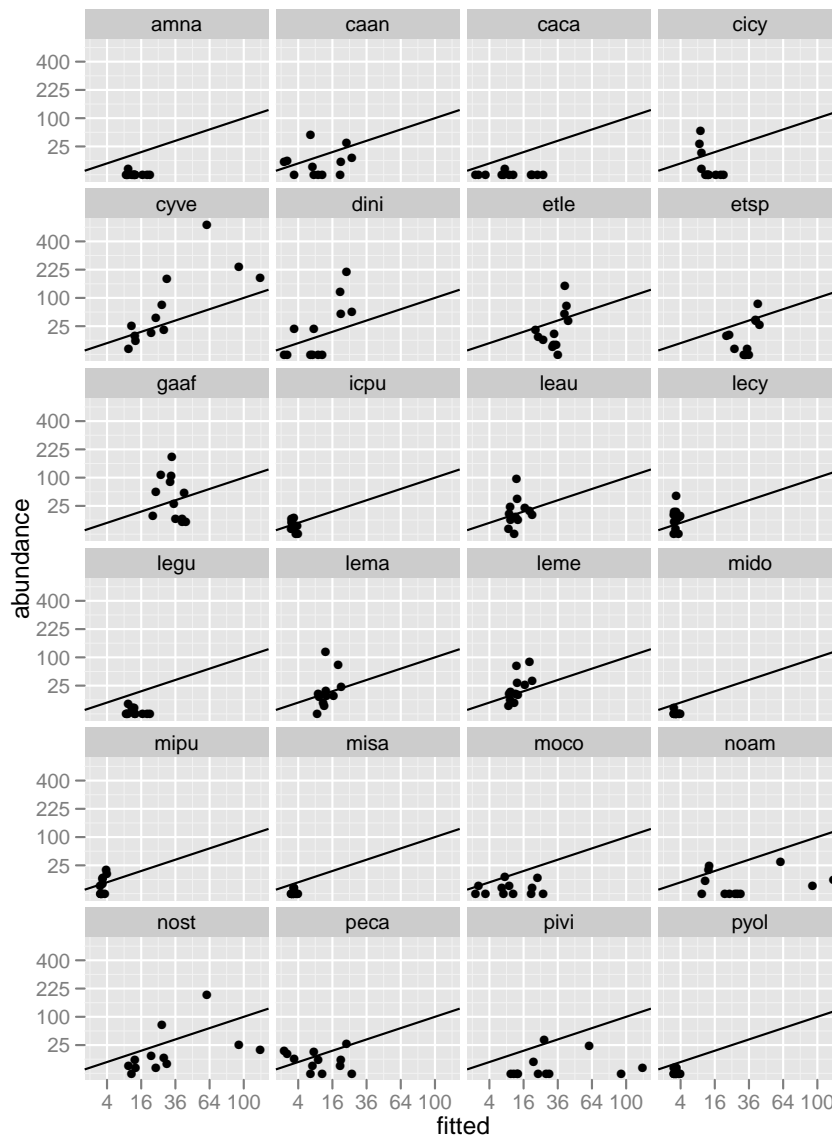 amna caan caca cicy
400
225
100
25
cyve dini etle etsp
400
225
100
25
gaaf icpu leau lecy
400
225
100
25
abundance
legu lema leme mido
400
225
100
25
mipu misa moco noam
400
225
100
25
nost peca pivi pyol
400
225
100
25
4 16 36 64 100 4 16 36 64 100 4 16 36 64 100 4 16 36 64 100
fitted